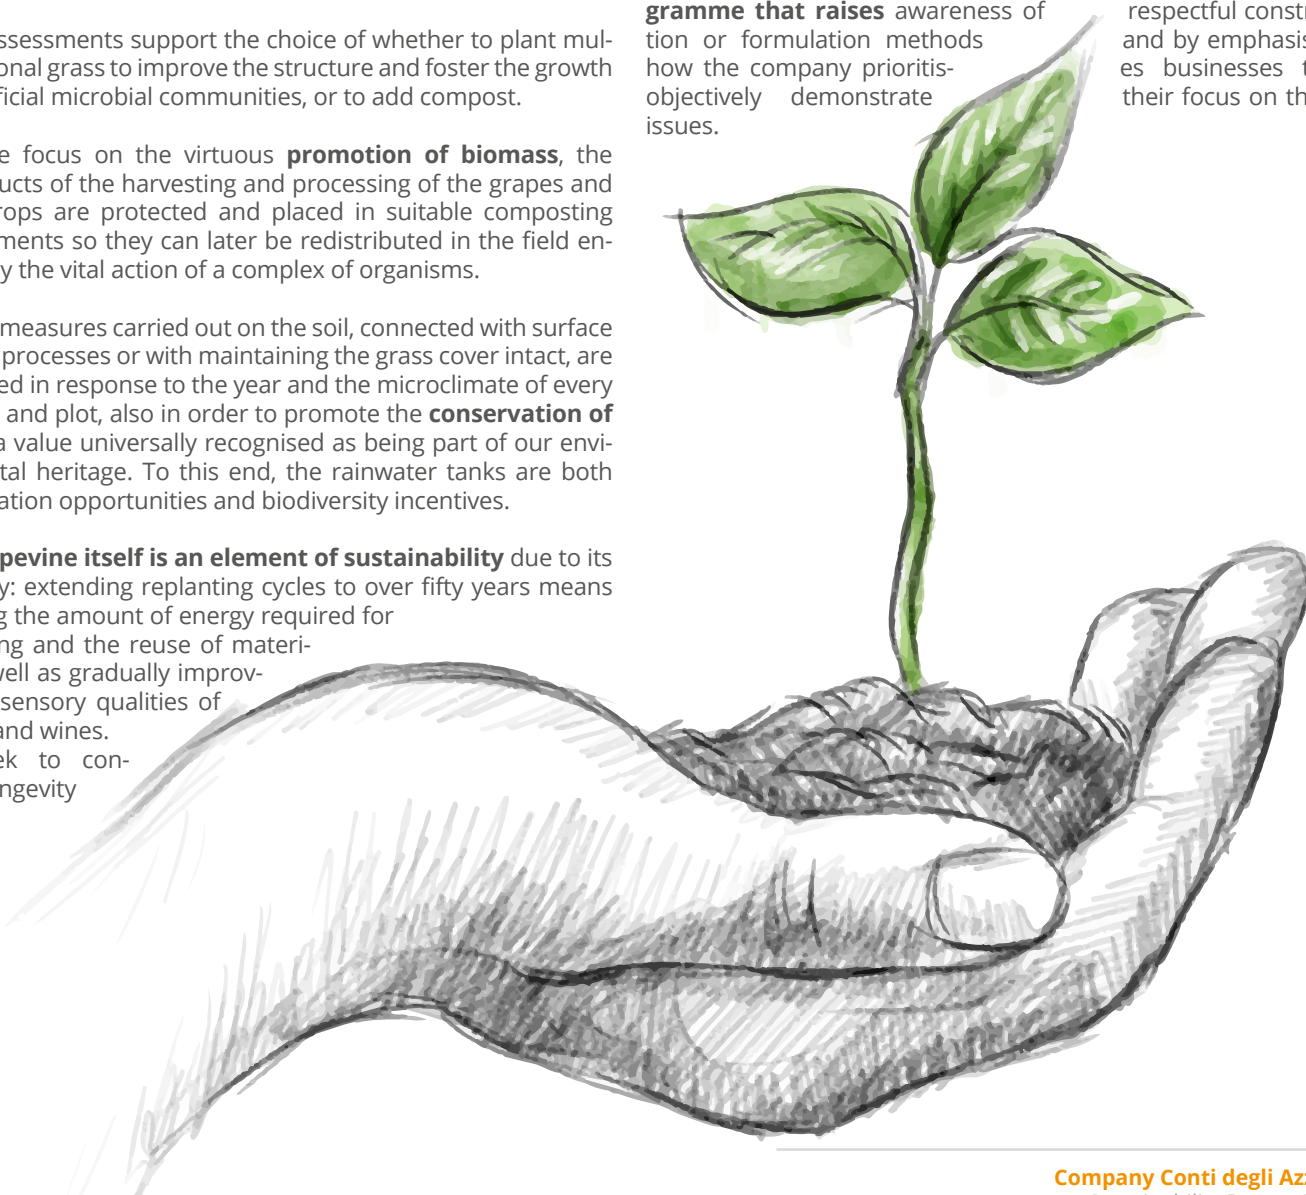 ssessments support the choice of whether to plant mul-
onal grass to improve the structure and foster the growth
ficial microbial communities, or to add compost.
e focus on the virtuous promotion of biomass, the
ucts of the harvesting and processing of the grapes and
rops are protected and placed in suitable composting
ments so they can later be redistributed in the field en-
y the vital action of a complex of organisms.
measures carried out on the soil, connected with surface
processes or with maintaining the grass cover intact, are
ed in response to the year and the microclimate of every
and plot, also in order to promote the conservation of
a value universally recognised as being part of our envi-
tal heritage. To this end, the rainwater tanks are both
ation opportunities and biodiversity incentives.
pevine itself is an element of sustainability due to its
y: extending replanting cycles to over fifty years means
g the amount of energy required for
ng and the reuse of materi-
well as gradually improv-
sensory qualities of
and wines.
ek to con-
ngevity
gramme that raises awareness of
tion or formulation methods
how the company prioritis-
objectively demonstrate
issues.
respectful constr
and by emphasis
es businesses t
their focus on th
Company Conti degli Az